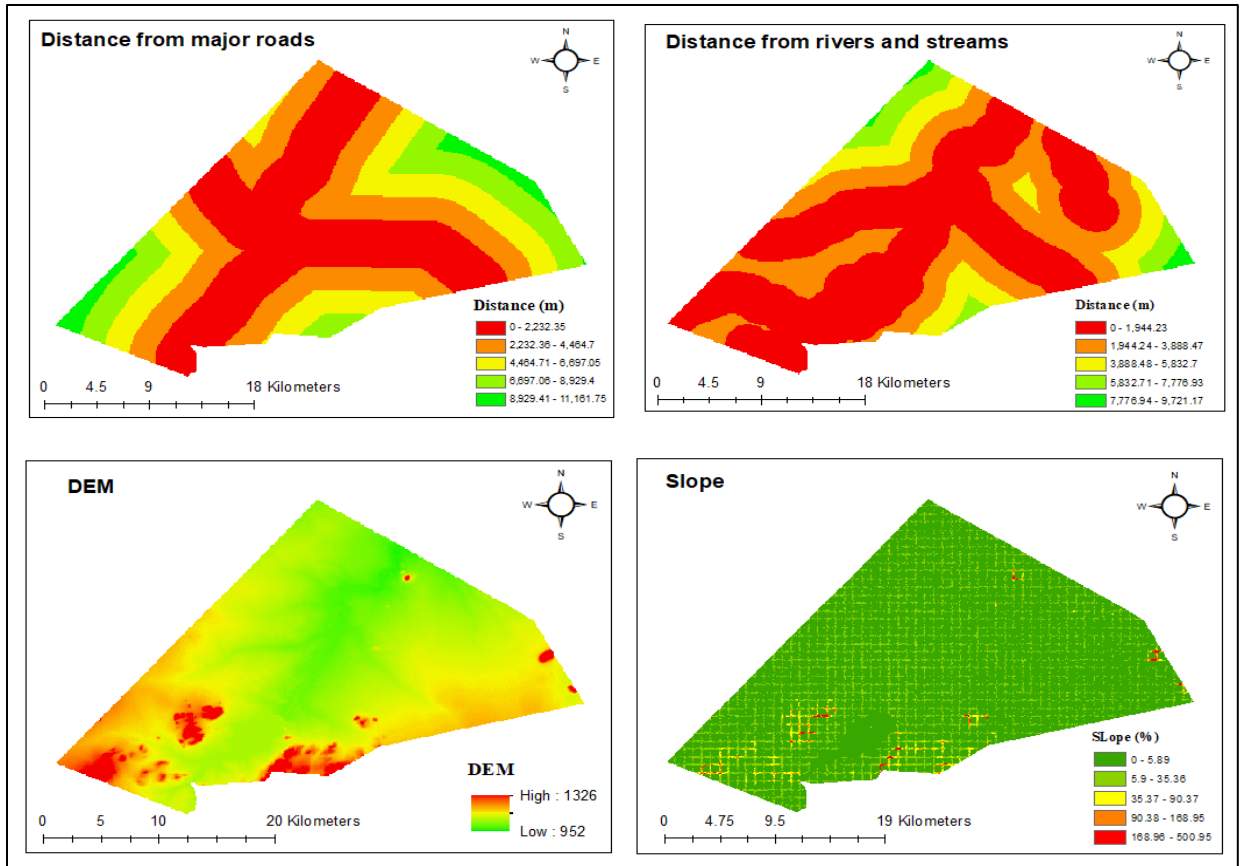 Distance from major roads
N
W E
S
Distance (m)
0 - 2,232.35
2,232.36 - 4,464.7
4,464.71 - 6,697.05
6,697.06 - 8,929.4
8,929.41 - 11,161.75
0 4.5 9 18 Kilometers
Distance from rivers and streams
N
W E
S
Distance (m)
0 - 1,944.23
1,944.24 - 3,888.47
3,888.48 - 5,832.7
5,832.71 - 7,776.93
7,776.94 - 9,721.17
0 4.5 9 18 Kilometers
DEM
N
W E
S
DEM
High : 1326
Low : 952
0 5 10 20 Kilometers
Slope
N
W E
S
SLope (%)
0 - 5.89
5.9 - 35.36
35.37 - 90.37
90.38 - 168.95
168.96 - 500.95
0 4.75 9.5 19 Kilometers